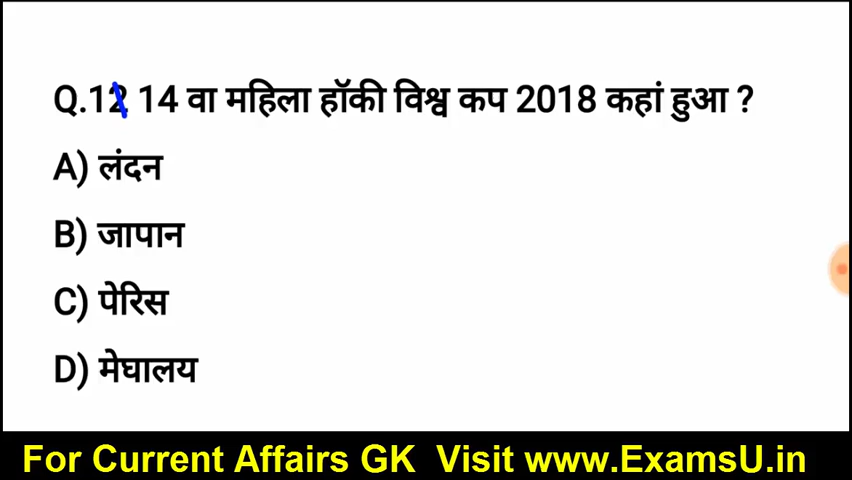 Q.12 14 वा महिला हॉकी विश्व कप 2018 कहां हुआ ?
A) लंदन
B) जापान
C) पेरिस
D) मेघालय
For Current Affairs GK Visit www.ExamsU.in